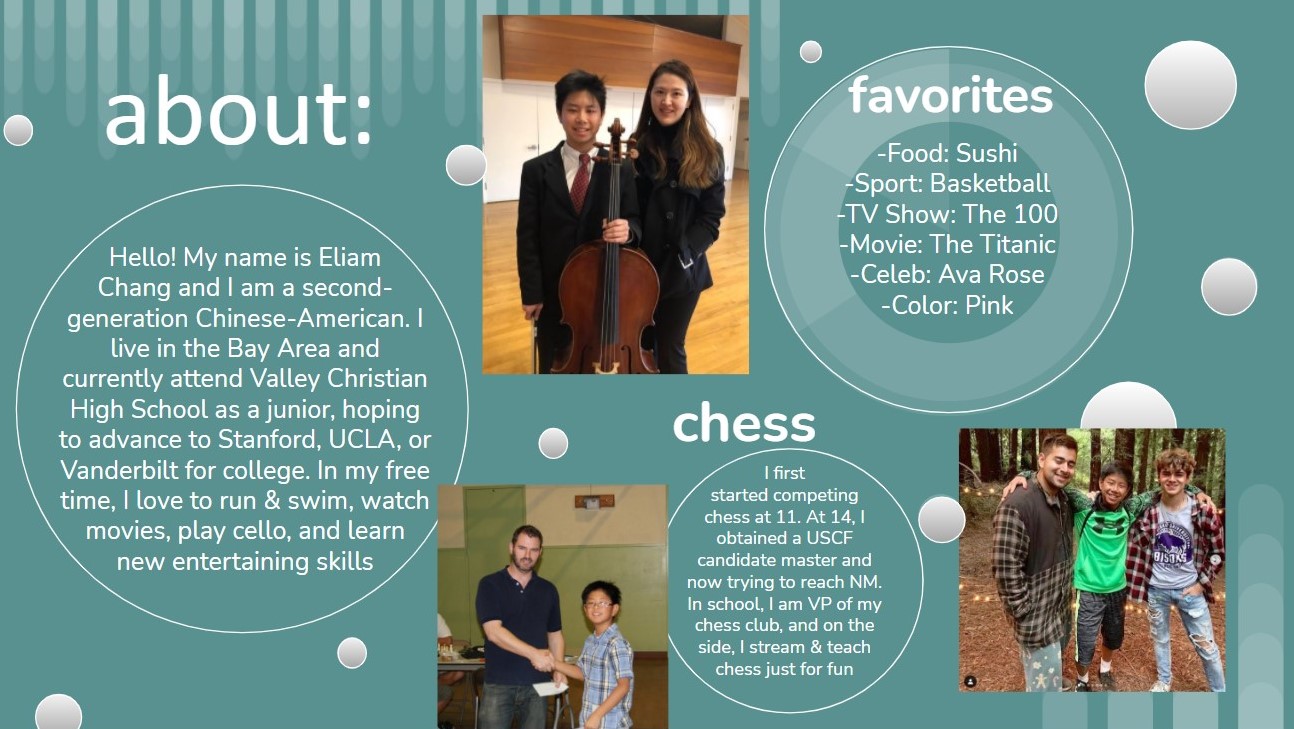 about:
Hello! My name is Eliam
Chang and I am a second-
generation Chinese-American. I
live in the Bay Area and
currently attend Valley Christian
High School as a junior, hoping
to advance to Stanford, UCLA, or
Vanderbilt for college. In my free
time, I love to run & swim, watch
movies, play cello, and learn
new entertaining skills
favorites
-Food: Sushi
-Sport: Basketball
-TV Show: The 100
-Movie: The Titanic
-Celeb: Ava Rose
-Color: Pink
chess
I first
started competing
chess at 11. At 14, I
obtained a USCF
candidate master and
now trying to reach NM.
In school, I am VP of my
chess club, and on the
side, I stream & teach
chess just for fun
BISONS